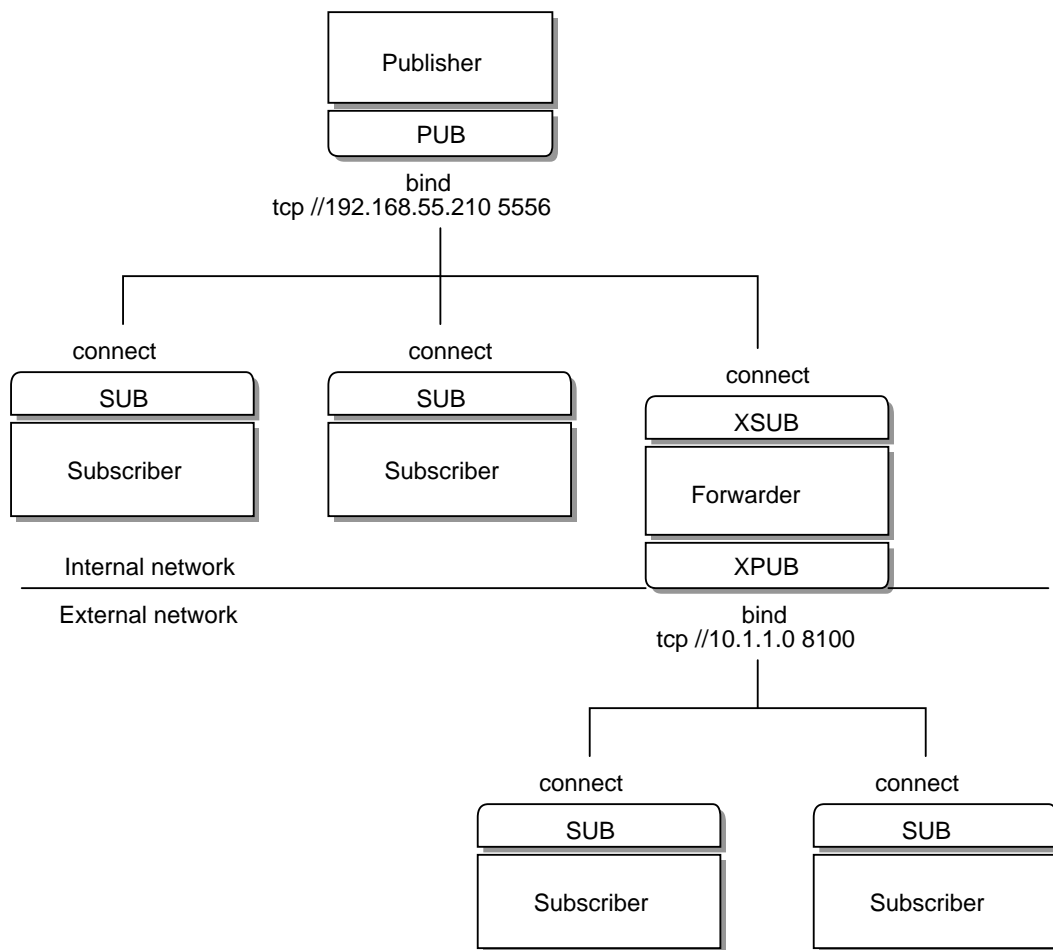 Publisher
PUB
bind
tcp //192.168.55.210 5556
connect
connect
connect
SUB
SUB
XSUB
Subscriber
Subscriber
Forwarder
Internal network
XPUB
External network
bind
tcp //10.1.1.0 8100
connect
connect
SUB
SUB
Subscriber
Subscriber